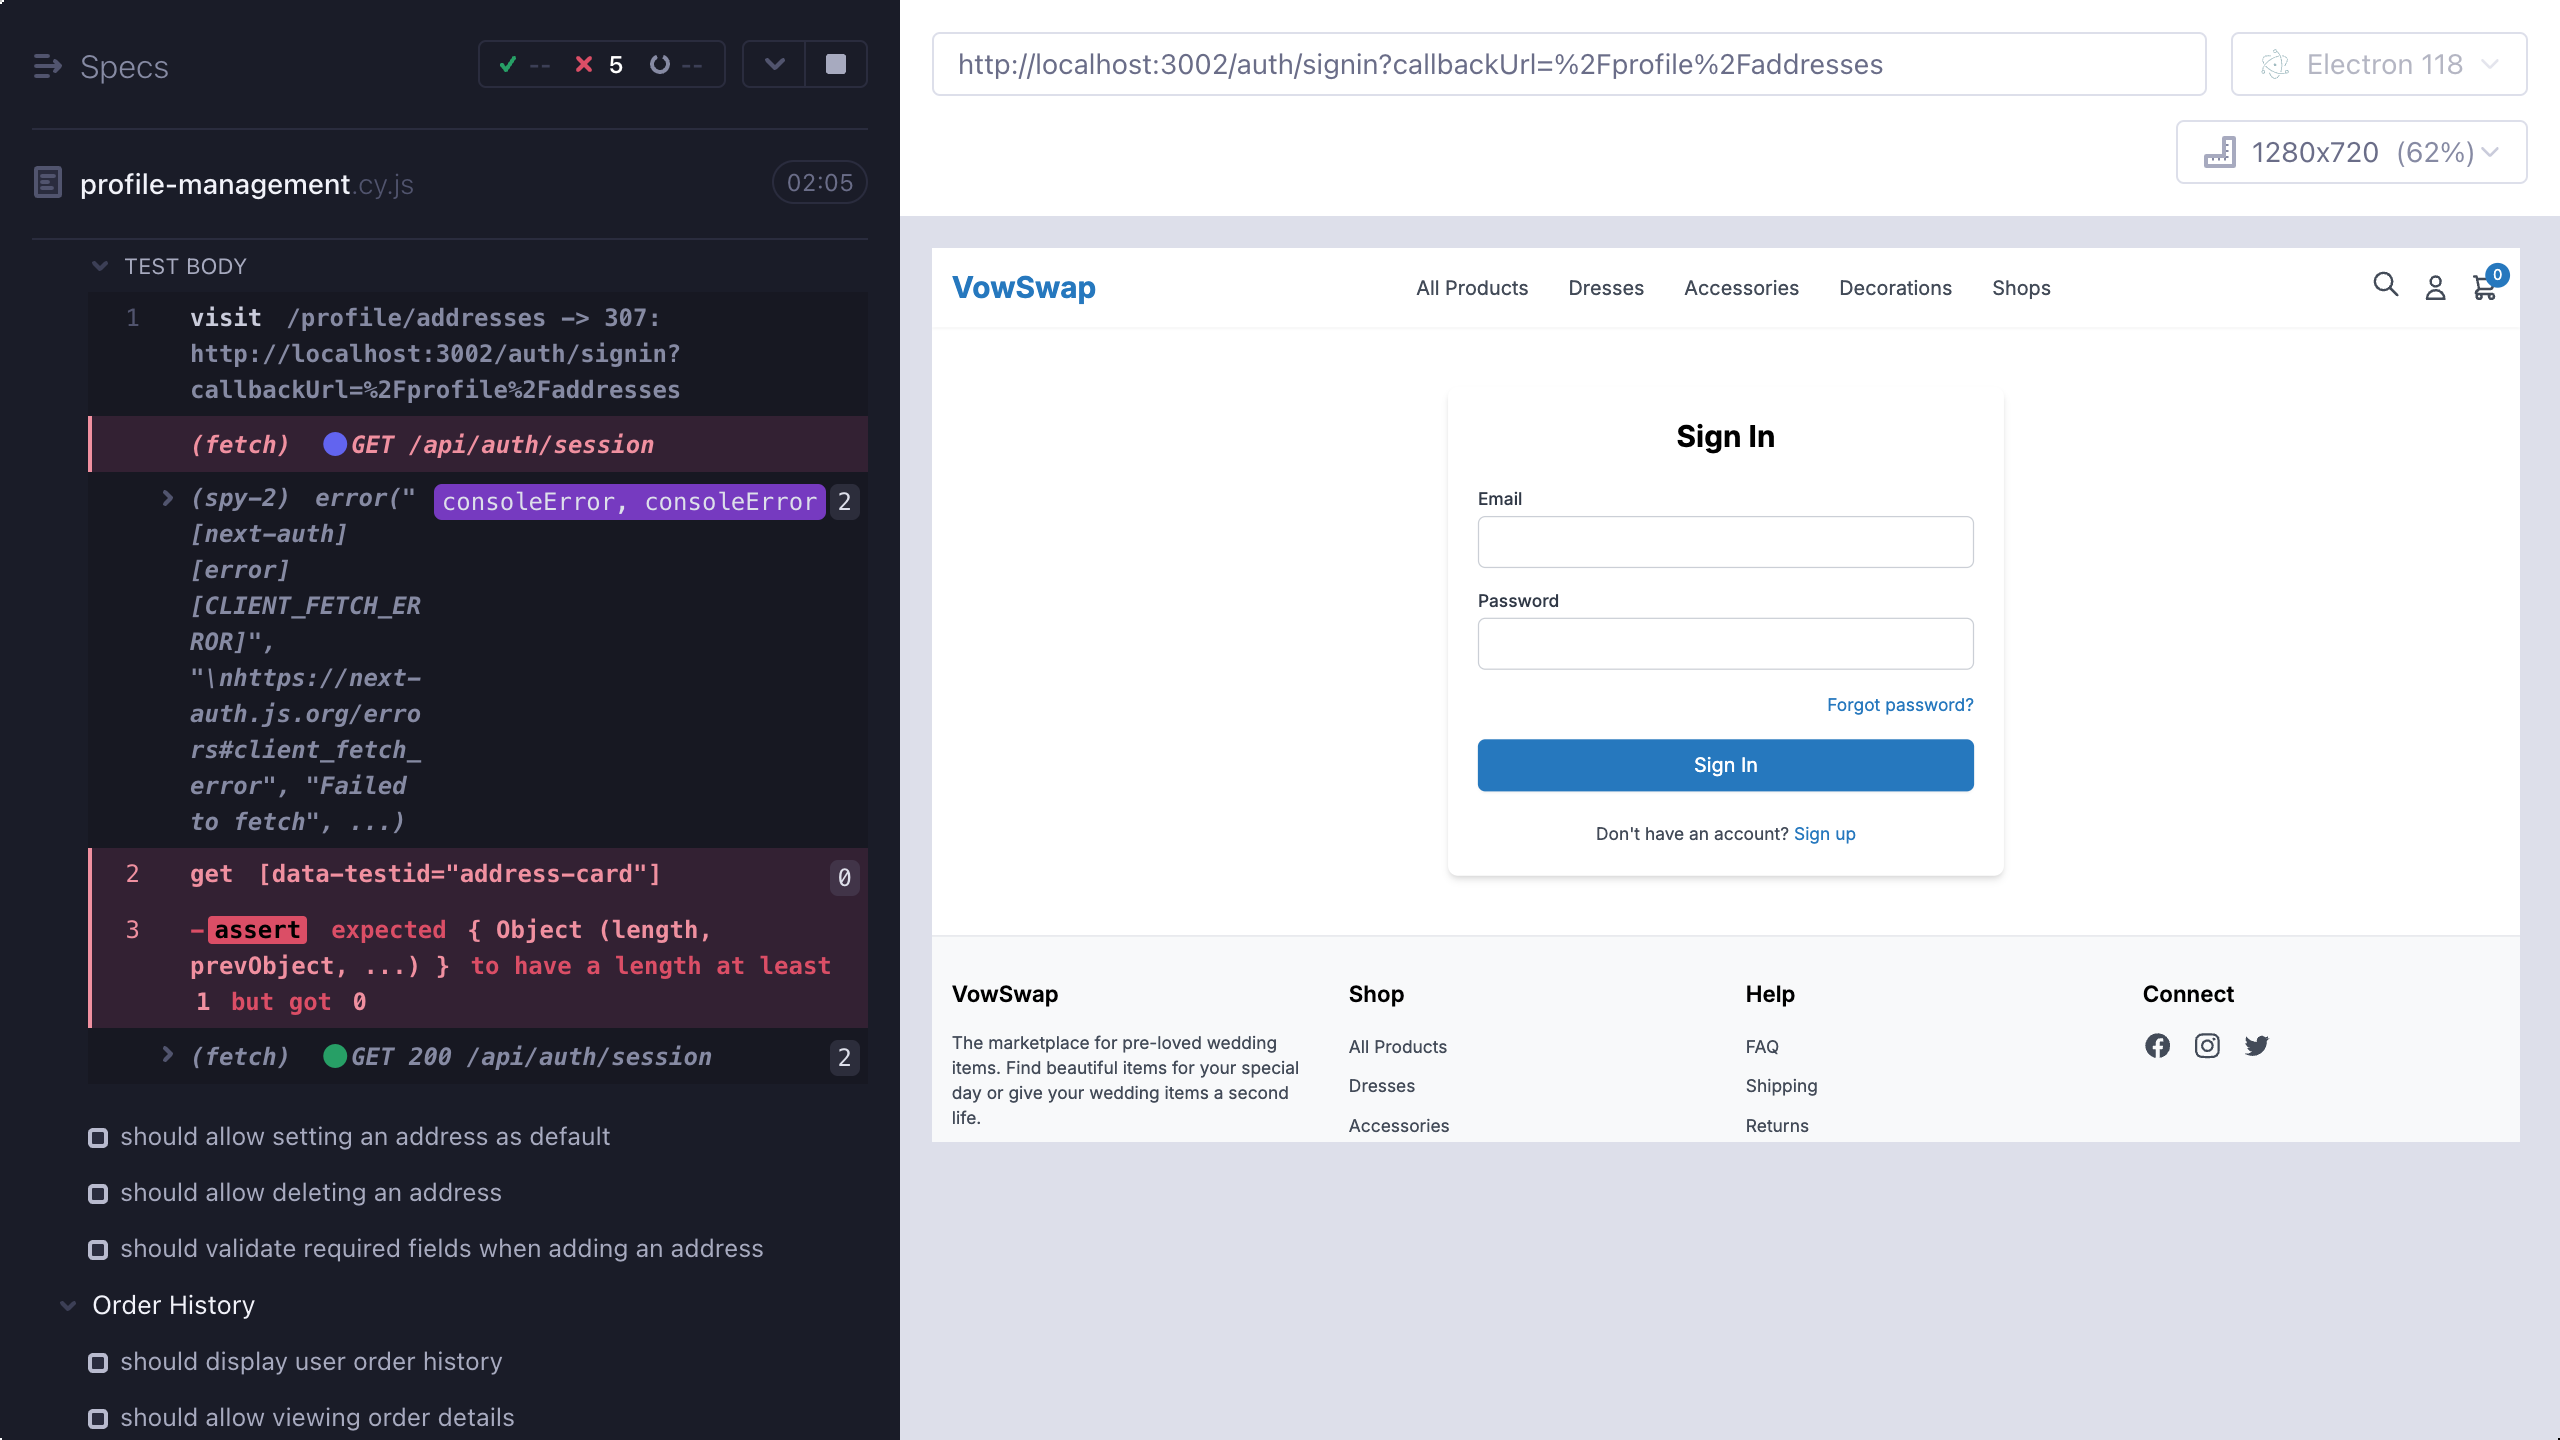 Specs
-- 5 --
profile-management.cy.js 02:05
TEST BODY
1 visit /profile/addresses -> 307:
http://localhost:3002/auth/signin?
callbackUrl=%2Fprofile%2Faddresses
(fetch) GET /api/auth/session
(spy-2) error(" consoleError, consoleError 2
[next-auth]
[error]
[CLIENT_FETCH_ER
ROR]",
"\nhttps://next-
auth.js.org/erro
rs#client_fetch_
error", "Failed
to fetch", ...)
2 get [data-testid="address-card"] 0
3 -assert expected { Object (length,
prevObject, ...) } to have a length at least
1 but got 0
(fetch) GET 200 /api/auth/session 2
should allow setting an address as default
should allow deleting an address
should validate required fields when adding an address
Order History
should display user order history
should allow viewing order details
http://localhost:3002/auth/signin?callbackUrl=%2Fprofile%2Faddresses
Electron 118
1280x720 (62%)
VowSwap
All Products Dresses Accessories Decorations Shops
0
Sign In
Email
Password
Forgot password?
Sign In
Don't have an account? Sign up
VowSwap
The marketplace for pre-loved wedding
items. Find beautiful items for your special
day or give your wedding items a second
life.
Shop
All Products
Dresses
Accessories
Help
FAQ
Shipping
Returns
Connect